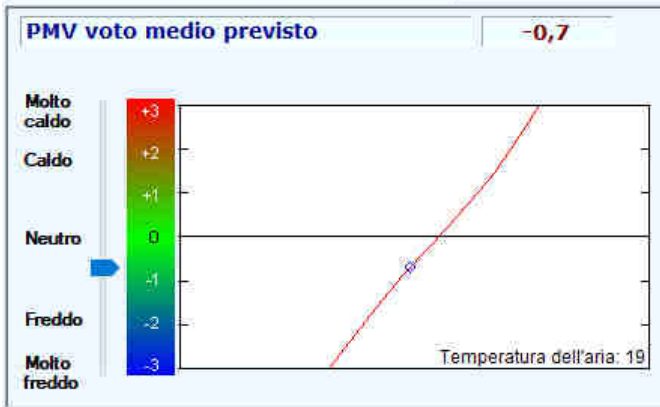 PMV voto medio previsto
-0,7
Molto
caldo
Caldo
Neutro
Freddo
Molto
freddo
+3
+2
+1
0
-1
-2
-3
Temperatura dell'aria: 19